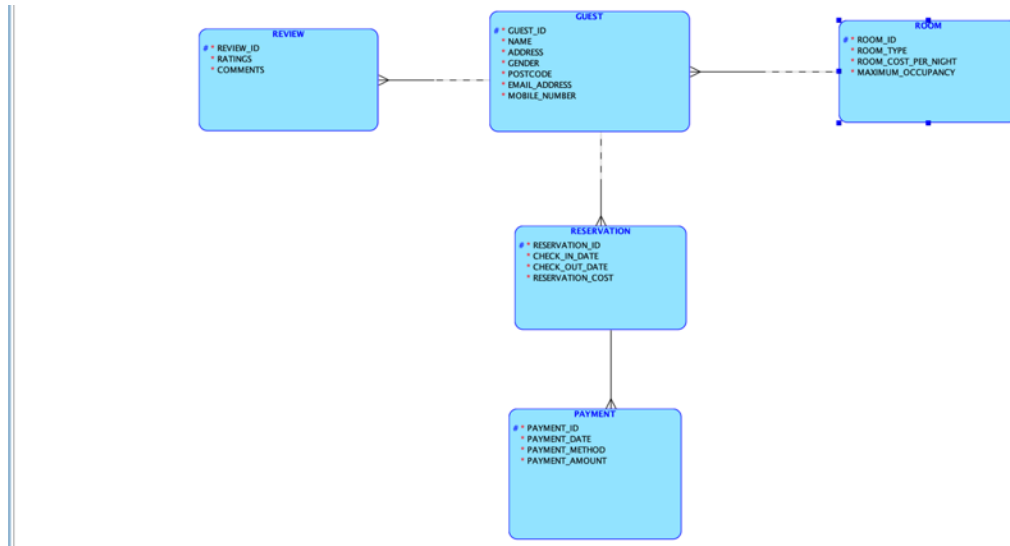 REVIEW
# * REVIEW_ID
* RATINGS
* COMMENTS
GUEST
# * GUEST_ID
* NAME
* ADDRESS
* GENDER
* POSTCODE
* EMAIL_ADDRESS
* MOBILE_NUMBER
ROOM
# * ROOM_ID
* ROOM_TYPE
* ROOM_COST_PER_NIGHT
* MAXIMUM_OCCUPANCY
RESERVATION
# * RESERVATION_ID
* CHECK_IN_DATE
* CHECK_OUT_DATE
* RESERVATION_COST
PAYMENT
# * PAYMENT_ID
* PAYMENT_DATE
* PAYMENT_METHOD
* PAYMENT_AMOUNT